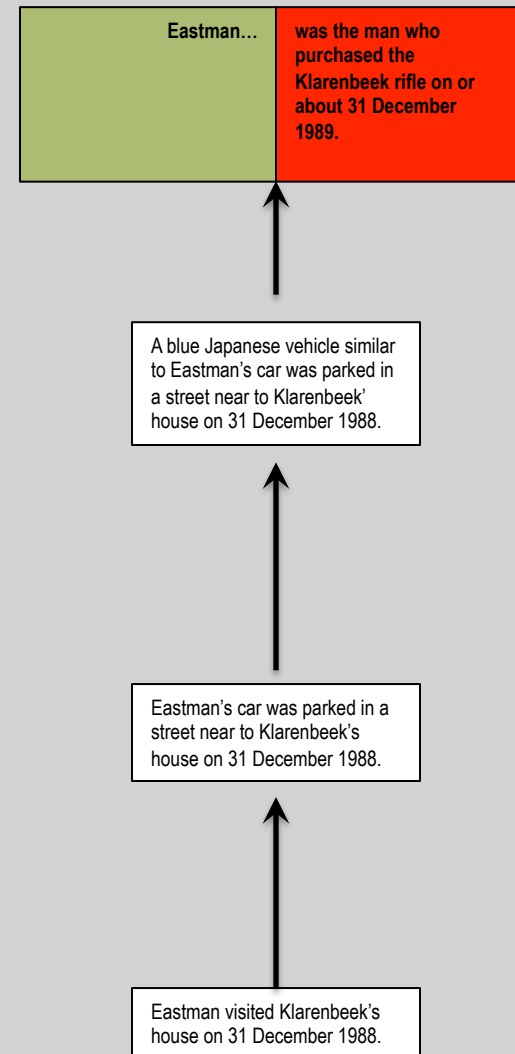 Eastman…
was the man who
purchased the
Klarenbeek rifle on or
about 31 December
1989.
A blue Japanese vehicle similar
to Eastman’s car was parked in
a street near to Klarenbeek’
house on 31 December 1988.
Eastman’s car was parked in a
street near to Klarenbeek’s
house on 31 December 1988.
Eastman visited Klarenbeek’s
house on 31 December 1988.